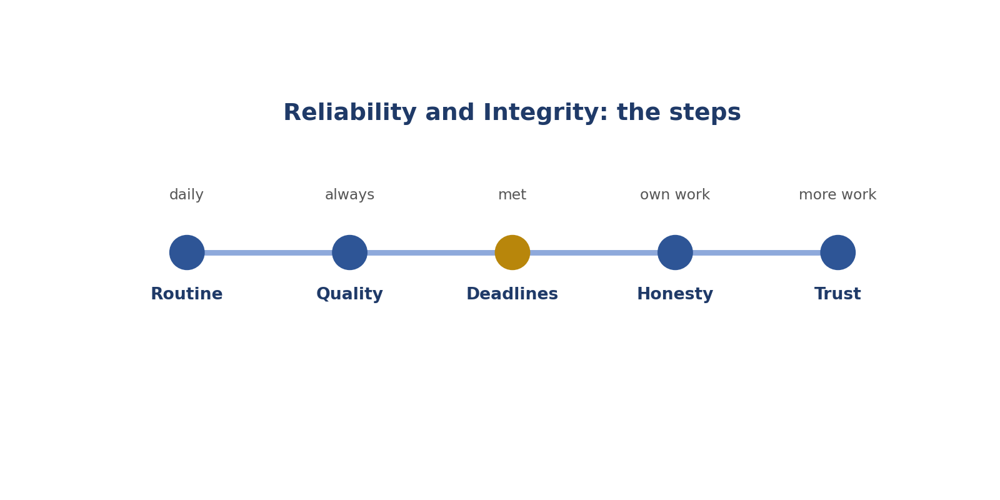 Reliability and Integrity: the steps
daily always met own work more work
Routine Quality Deadlines Honesty Trust